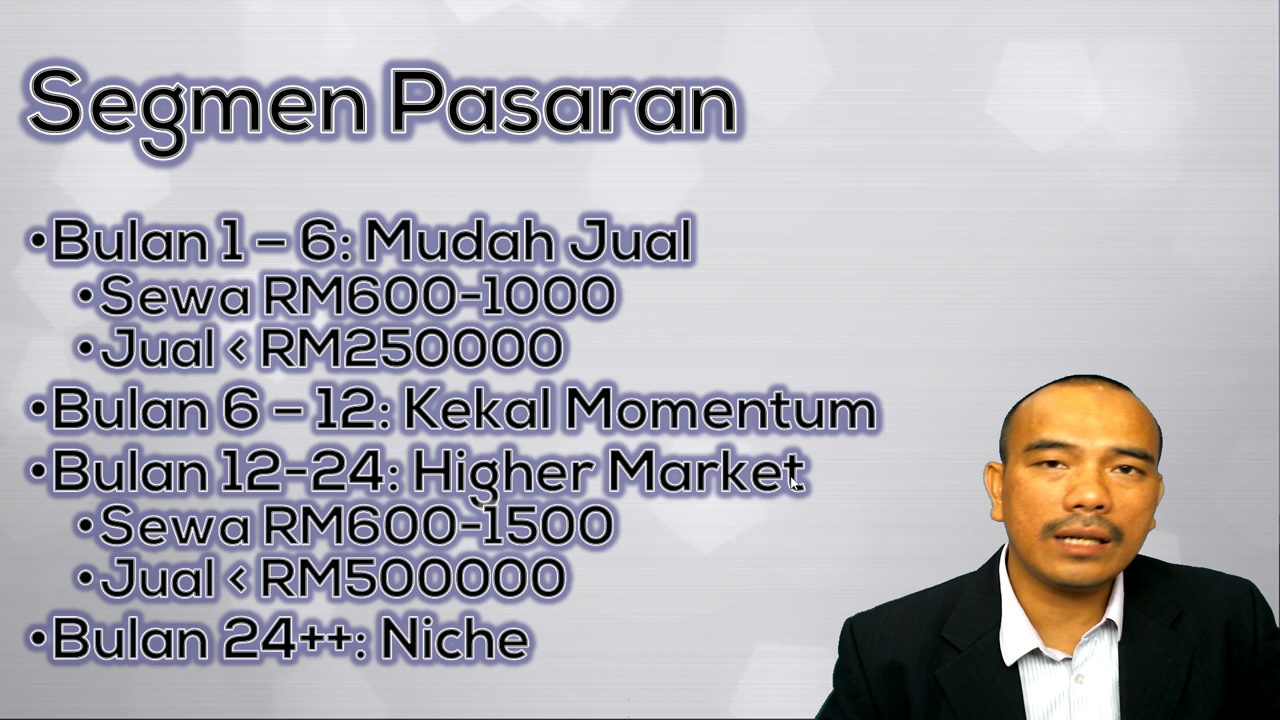 Segmen Pasaran
•Bulan 1 – 6: Mudah Jual
•Sewa RM600-1000
•Jual < RM250000
•Bulan 6 – 12: Kekal Momentum
•Bulan 12-24: Higher Market
•Sewa RM600-1500
•Jual < RM500000
•Bulan 24++: Niche